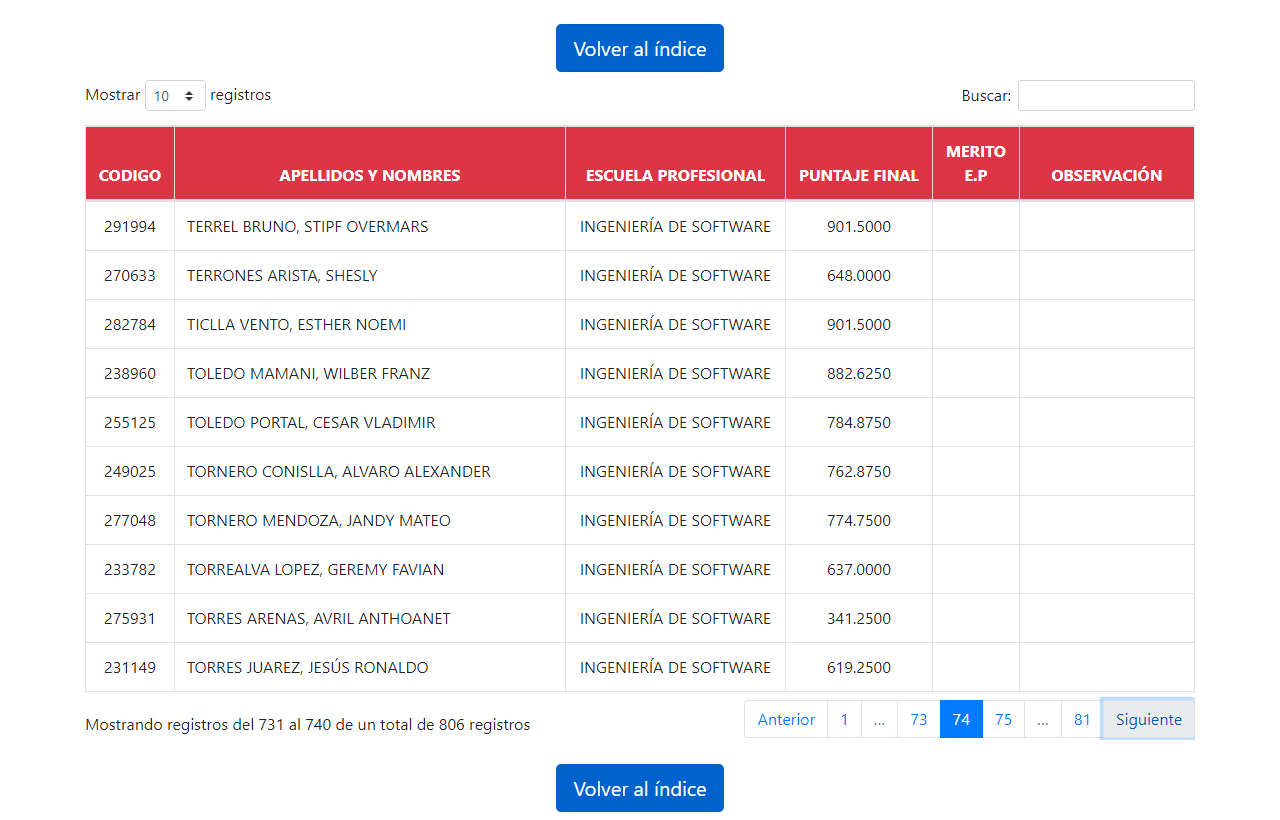 Volver al índice
Mostrar 10 registros Buscar:
CODIGO APELLIDOS Y NOMBRES ESCUELA PROFESIONAL PUNTAJE FINAL MERITO E.P OBSERVACIÓN
291994 TERREL BRUNO, STIPF OVERMARS INGENIERÍA DE SOFTWARE 901.5000
270633 TERRONES ARISTA, SHESLY INGENIERÍA DE SOFTWARE 648.0000
282784 TICLLA VENTO, ESTHER NOEMI INGENIERÍA DE SOFTWARE 901.5000
238960 TOLEDO MAMANI, WILBER FRANZ INGENIERÍA DE SOFTWARE 882.6250
255125 TOLEDO PORTAL, CESAR VLADIMIR INGENIERÍA DE SOFTWARE 784.8750
249025 TORNERO CONISLLA, ALVARO ALEXANDER INGENIERÍA DE SOFTWARE 762.8750
277048 TORNERO MENDOZA, JANDY MATEO INGENIERÍA DE SOFTWARE 774.7500
233782 TORREALVA LOPEZ, GEREMY FAVIAN INGENIERÍA DE SOFTWARE 637.0000
275931 TORRES ARENAS, AVRIL ANTHOANET INGENIERÍA DE SOFTWARE 341.2500
231149 TORRES JUAREZ, JESÚS RONALDO INGENIERÍA DE SOFTWARE 619.2500
Mostrando registros del 731 al 740 de un total de 806 registros Anterior 1 ... 73 74 75 ... 81 Siguiente
Volver al índice